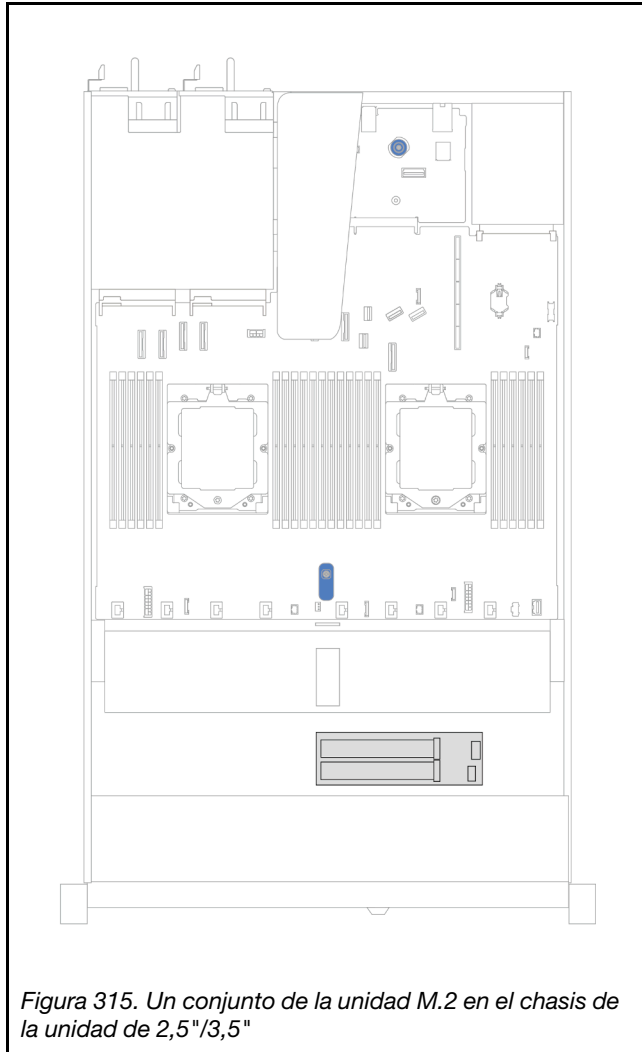 Figura 315. Un conjunto de la unidad M.2 en el chasis de
la unidad de 2,5"/3,5"